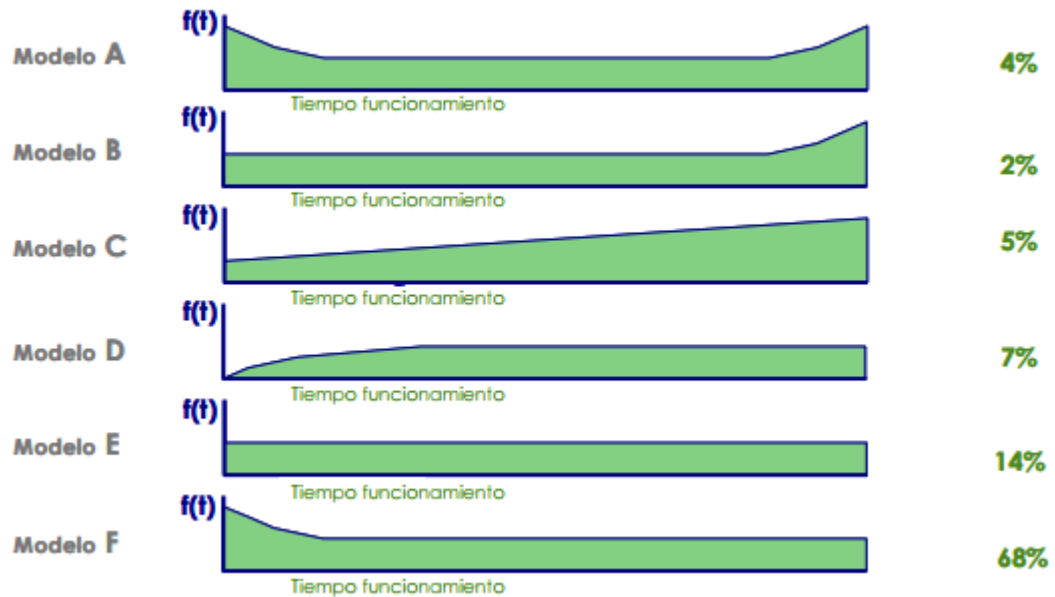 f(t)
Modelo A
4%
Tiempo funcionamiento
f(t)
Modelo B
2%
Tiempo funcionamiento
f(t)
Modelo C
5%
Tiempo funcionamiento
f(t)
Modelo D
7%
Tiempo funcionamiento
f(t)
Modelo E
14%
Tiempo funcionamiento
f(t)
Modelo F
68%
Tiempo funcionamiento